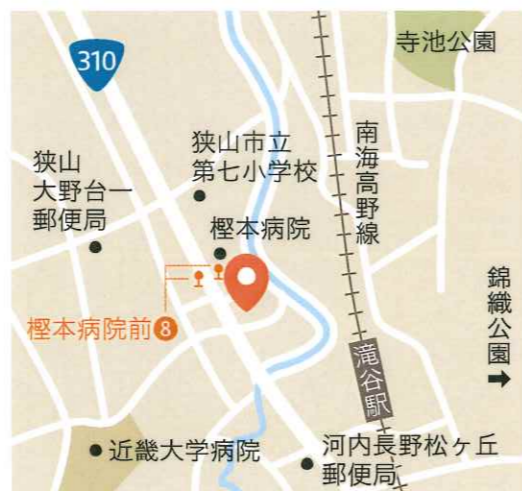 310
寺池公園
狭山市立
第七小学校
南海高野線
狭山
大野台一
郵便局
樫本病院
錦織公園
樫本病院前8
滝谷駅
近畿大学病院
河内長野松ヶ丘
郵便局